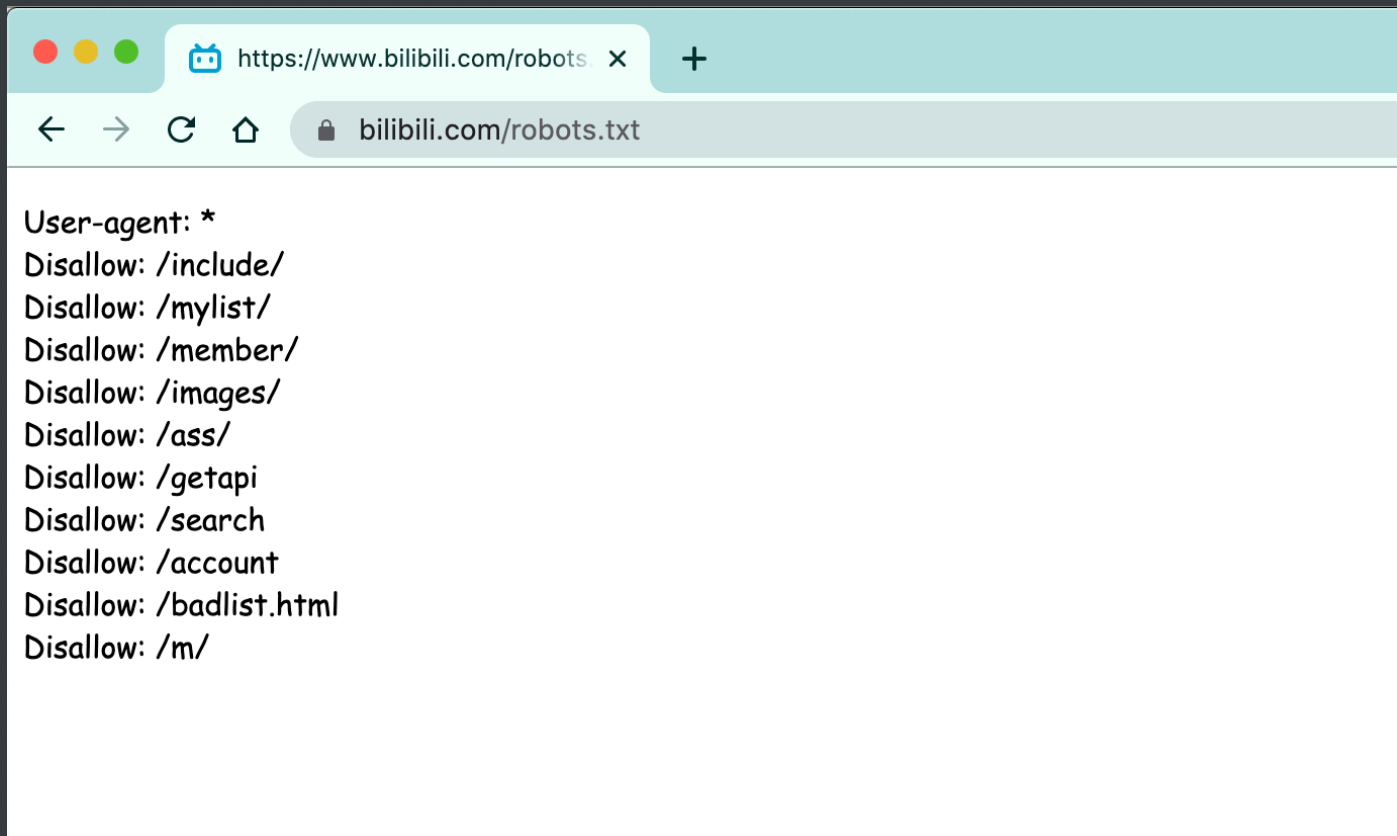 https://www.bilibili.com/robots.
bilibili.com/robots.txt
User-agent: *
Disallow: /include/
Disallow: /mylist/
Disallow: /member/
Disallow: /images/
Disallow: /ass/
Disallow: /getapi
Disallow: /search
Disallow: /account
Disallow: /badlist.html
Disallow: /m/